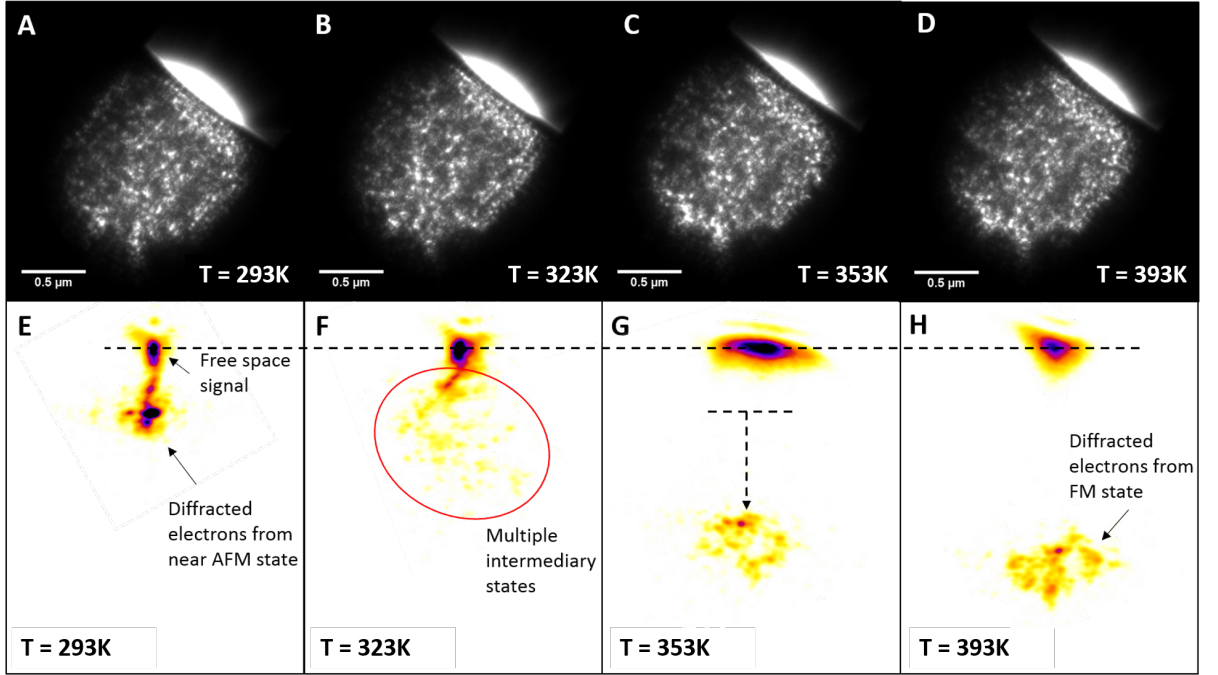 A
B
C
D
0.5 µm
T = 293K
0.5 µm
T = 323K
0.5 µm
T = 353K
0.5 µm
T = 393K
E
F
G
H
Free space
signal
Diffracted
electrons from
near AFM state
Multiple
intermediary
states
Diffracted
electrons from
FM state
T = 293K
T = 323K
T = 353K
T = 393K